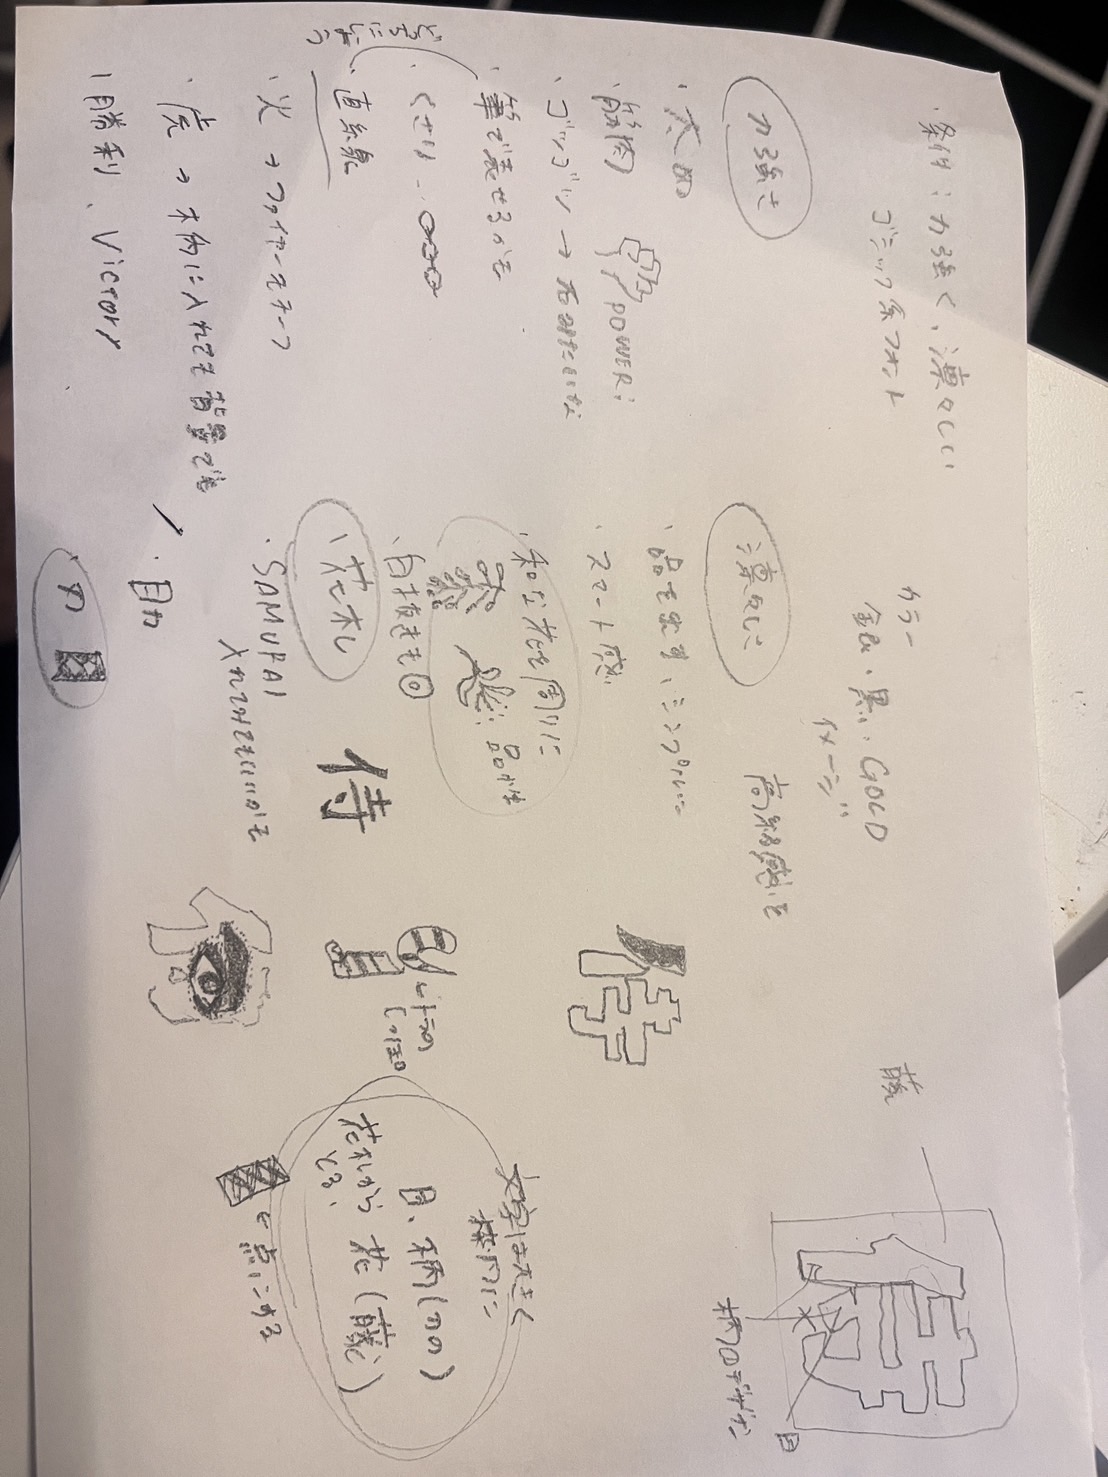 ・条件：力強く、凛々しい
ゴシック系フォント
カラー
銀・黒・GOLD
イメージ
高級感を
藤
侍
目
柄のデザイン
力強さ
・太め
・筋肉
POWER;
・ゴツゴツ→石みたいな
・筆で表せるかも
・くさり
・直線
どっちにしよう
・火→ファイヤーモチーフ
・虎→柄に入れても背景でも
・勝利、Victory
凛々しさ
・品を出す、シンプルに
・スマート感
・和な花を周りに
品性
・白抜きも◎
・花札
・SAMURAI
入れてみてもいいかも
・目力
・刀
侍
侍
←トラの
しっぽ
文字は大きく
枠内に
目、柄(刀の)
花札から
とる、
花(藤)
←点にする